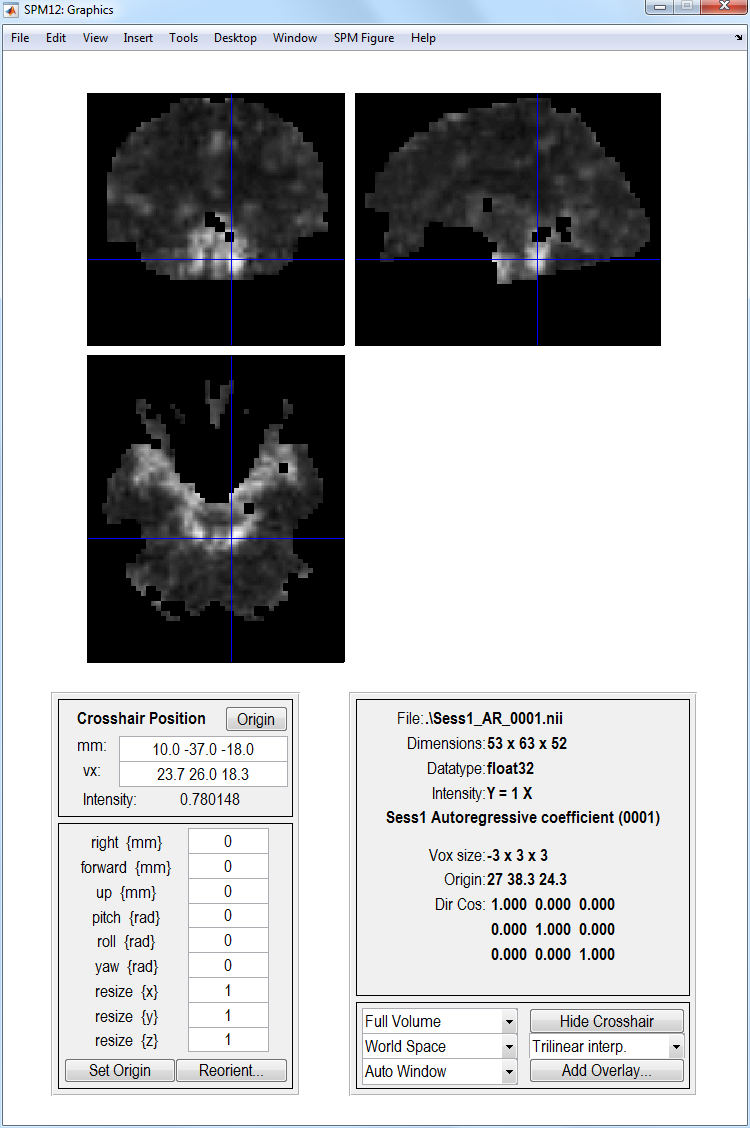 SPM12: Graphics
File Edit View Insert Tools Desktop Window SPM Figure Help
Crosshair Position Origin
mm: 10.0 -37.0 -18.0
vx: 23.7 26.0 18.3
Intensity: 0.780148
right {mm} 0
forward {mm} 0
up {mm} 0
pitch {rad} 0
roll {rad} 0
yaw {rad} 0
resize {x} 1
resize {y} 1
resize {z} 1
Set Origin Reorient...
File: .\Sess1_AR_0001.nii
Dimensions: 53 x 63 x 52
Datatype: float32
Intensity: Y = 1 X
Sess1 Autoregressive coefficient (0001)
Vox size: -3 x 3 x 3
Origin: 27 38.3 24.3
Dir Cos: 1.000 0.000 0.000
0.000 1.000 0.000
0.000 0.000 1.000
Full Volume Hide Crosshair
World Space Trilinear interp.
Auto Window Add Overlay...